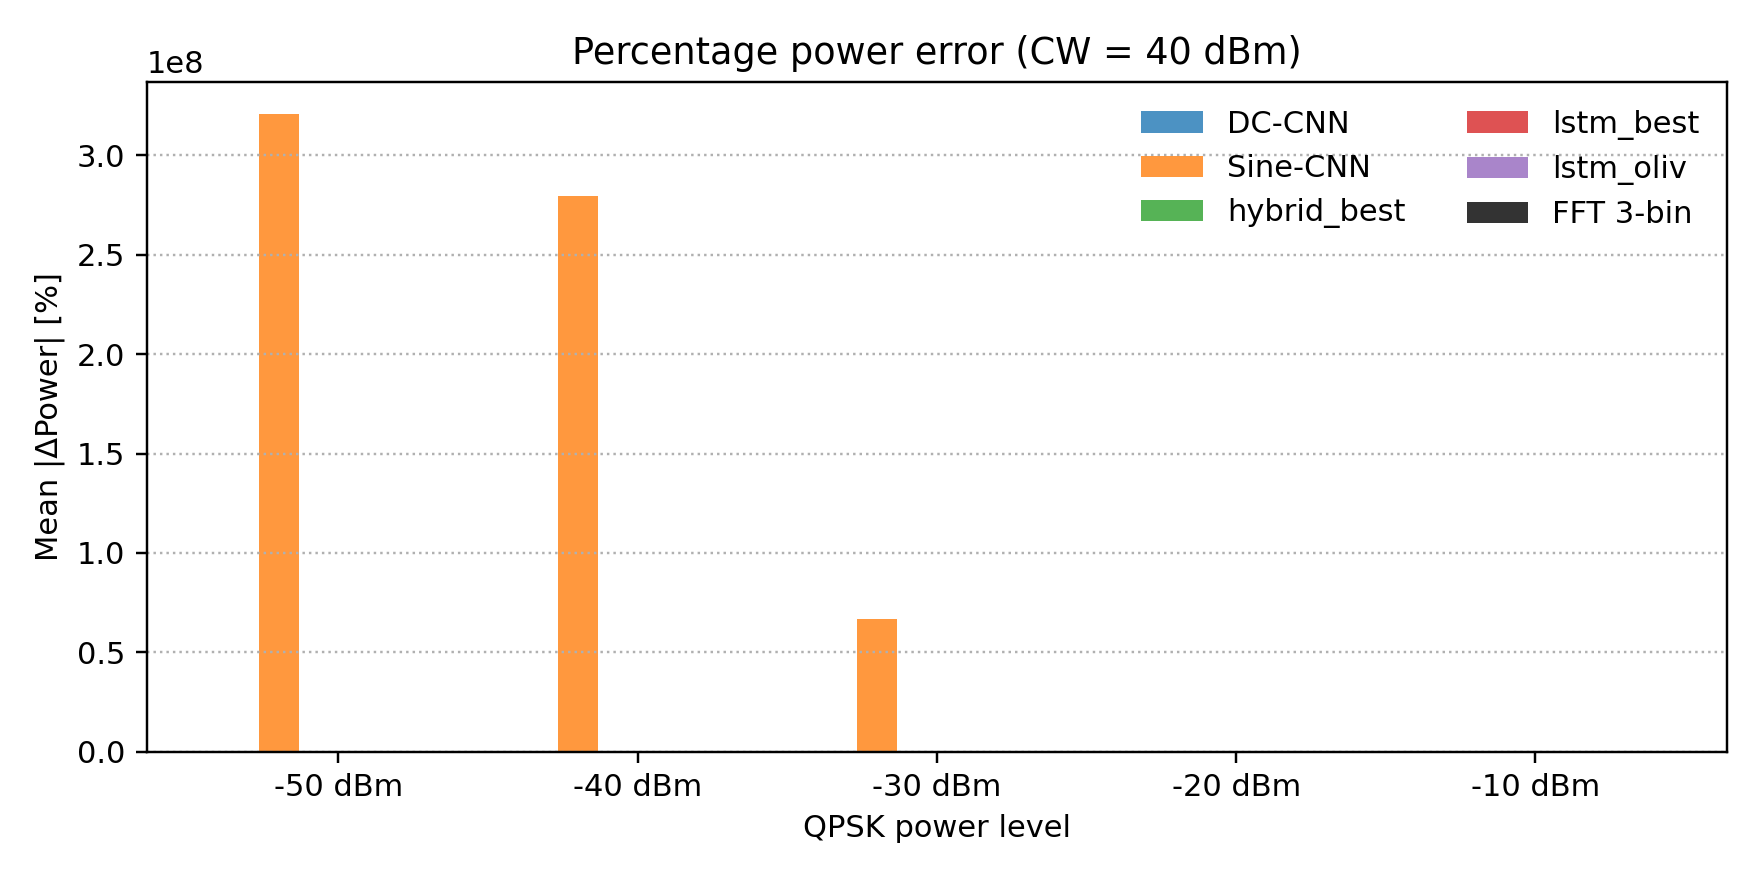 Percentage power error (CW = 40 dBm)
1e8
DC-CNN
Sine-CNN
hybrid_best
lstm_best
lstm_oliv
FFT 3-bin
3.0
2.5
2.0
1.5
1.0
0.5
0.0
Mean |ΔPower| [%]
-50 dBm
-40 dBm
-30 dBm
-20 dBm
-10 dBm
QPSK power level